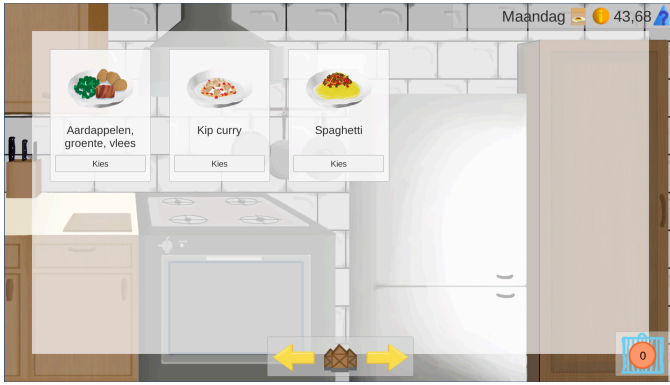 Maandag 43,68
Aardappelen,
groente, vlees
Kies
Kip curry
Kies
Spaghetti
Kies
0